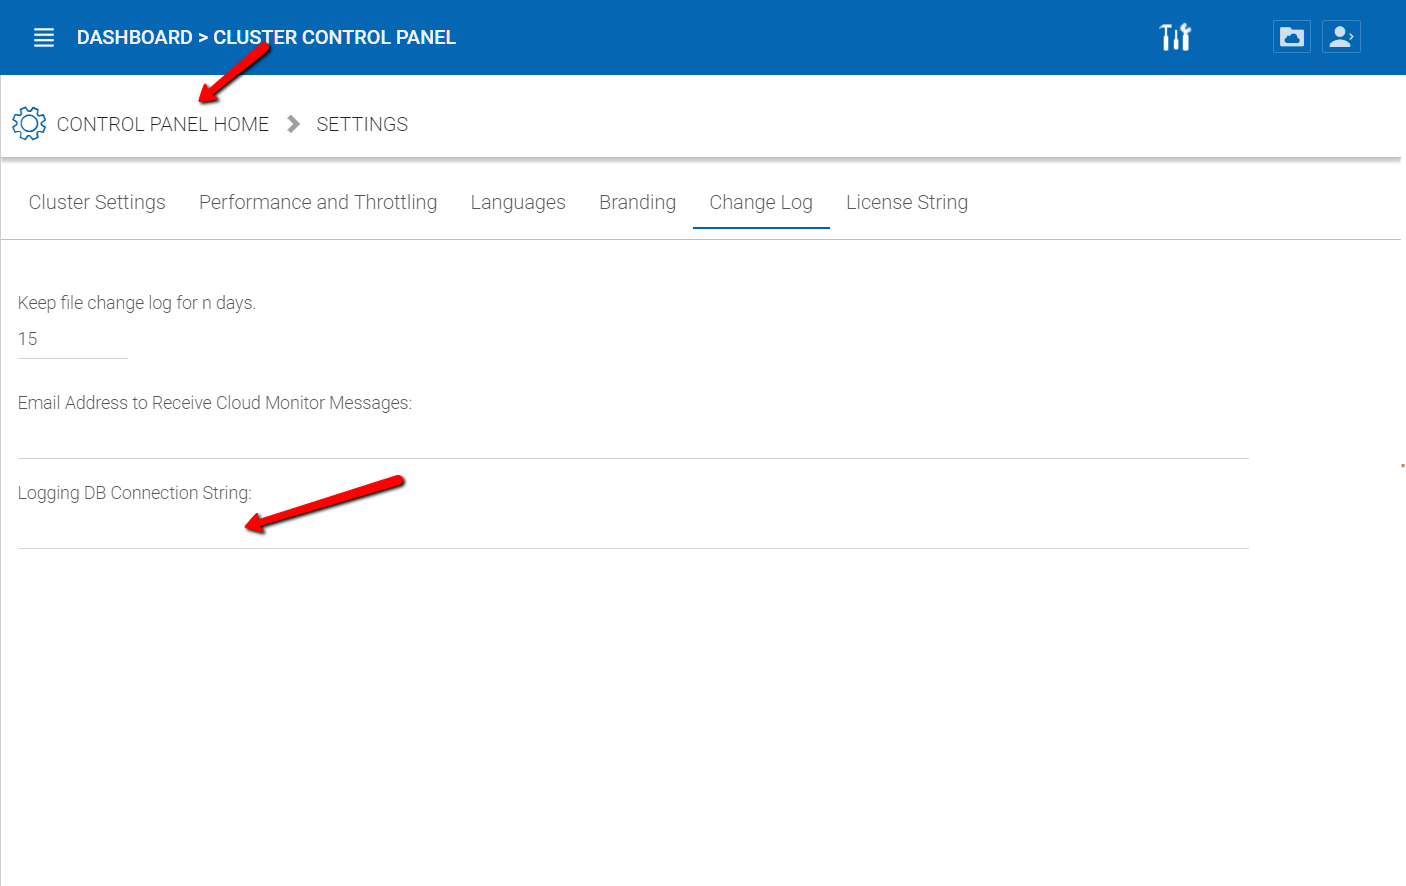 DASHBOARD > CLUSTER CONTROL PANEL
CONTROL PANEL HOME > SETTINGS
Cluster Settings Performance and Throttling Languages Branding Change Log License String
Keep file change log for n days.
15
Email Address to Receive Cloud Monitor Messages:
Logging DB Connection String: